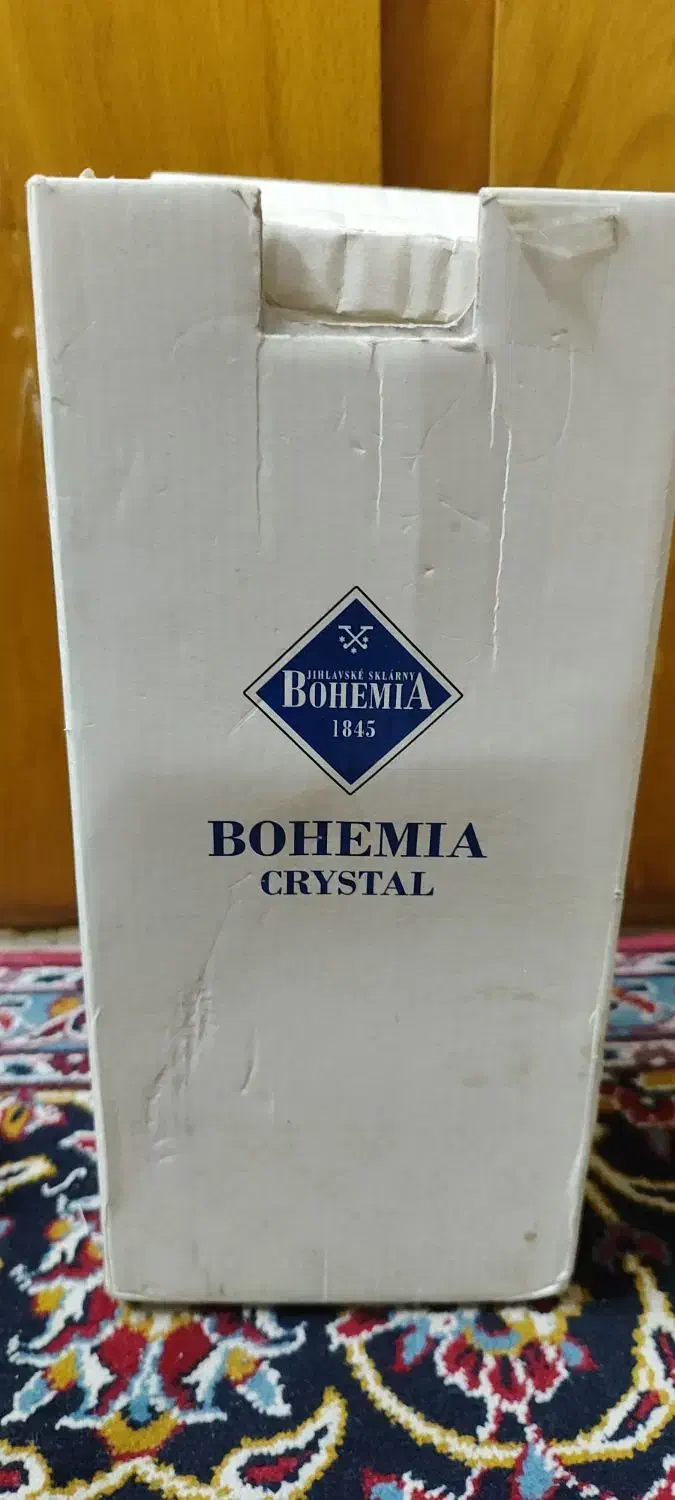 JIHLAVSKÉ SKLÁRNY
BOHEMIA
1845
BOHEMIA
CRYSTAL